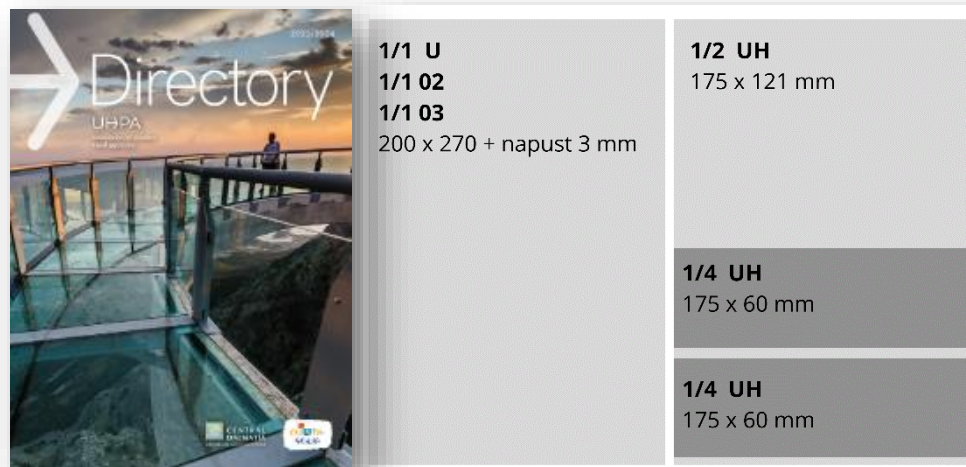 Directory
UHPA
CENTRAL
DALMATIA
1/1 U
1/1 02
1/1 03
200 x 270 + napust 3 mm
1/2 UH
175 x 121 mm
1/4 UH
175 x 60 mm
1/4 UH
175 x 60 mm